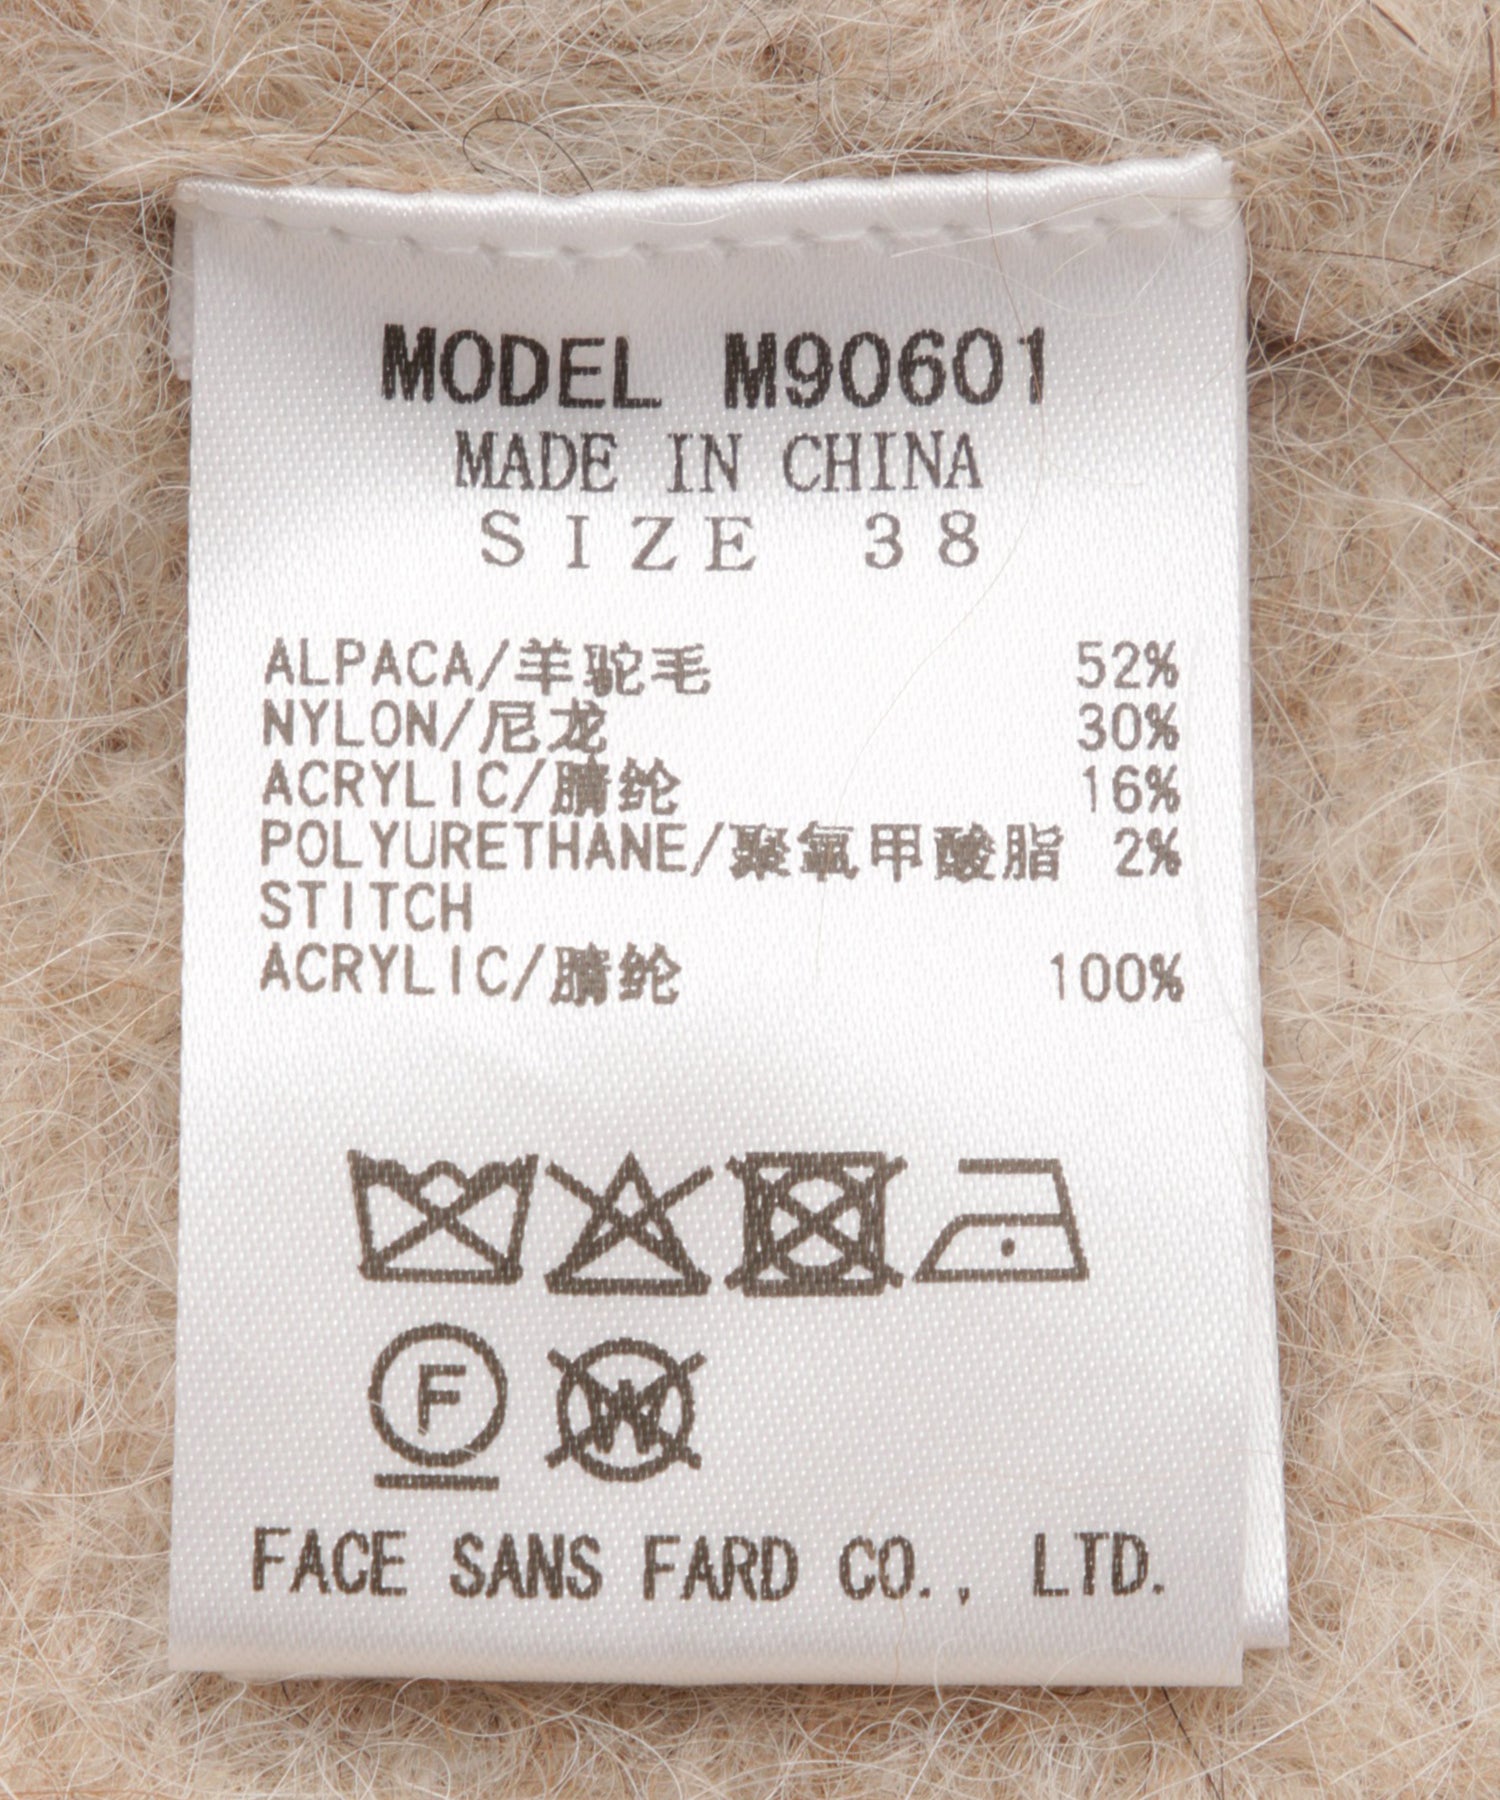 MODEL M90601
MADE IN CHINA
SIZE 38
ALPACA/羊驼毛 52%
NYLON/尼龙 30%
ACRYLIC/腈纶 16%
POLYURETHANE/聚氨甲酸脂 2%
STITCH
ACRYLIC/腈纶 100%
F W
FACE SANS FARD CO., LTD.